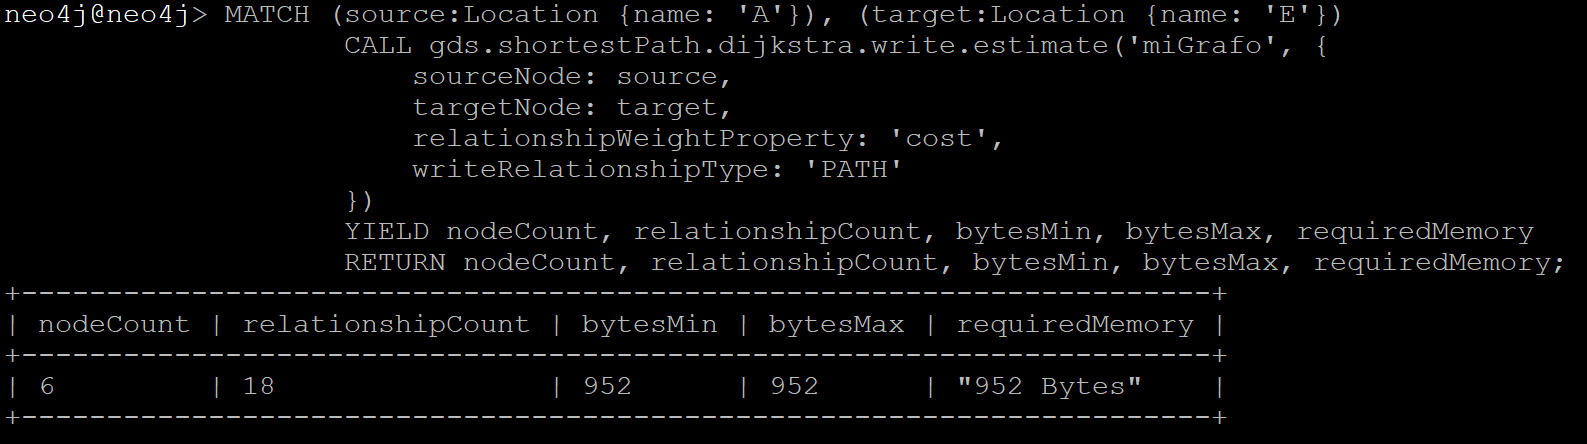 neo4j@neo4j> MATCH (source:Location {name: 'A'}), (target:Location {name: 'E'})
CALL gds.shortestPath.dijkstra.write.estimate('miGrafo', {
sourceNode: source,
targetNode: target,
relationshipWeightProperty: 'cost',
writeRelationshipType: 'PATH'
})
YIELD nodeCount, relationshipCount, bytesMin, bytesMax, requiredMemory
RETURN nodeCount, relationshipCount, bytesMin, bytesMax, requiredMemory;
+----------------------------------------------------------------------+
| nodeCount | relationshipCount | bytesMin | bytesMax | requiredMemory |
+----------------------------------------------------------------------+
| 6         | 18                | 952      | 952      | "952 Bytes"    |
+----------------------------------------------------------------------+